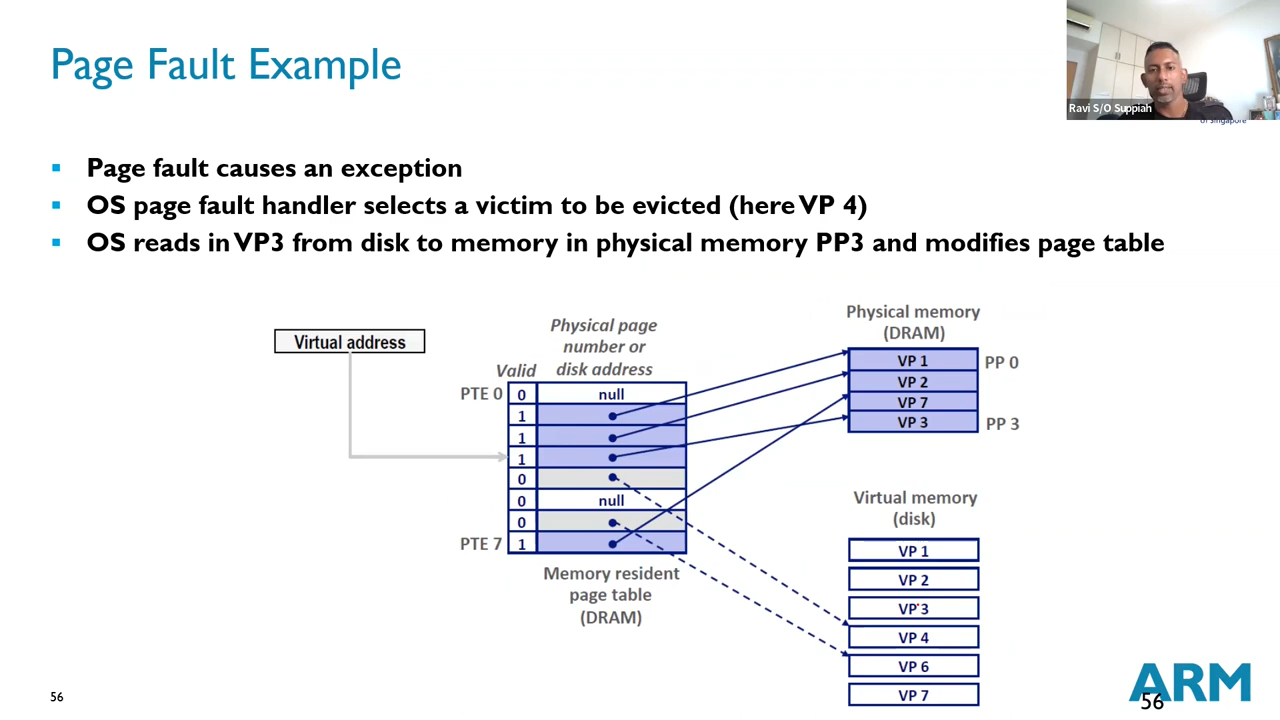 Page Fault Example
Ravi S/O Suppiah
of Singapore
▪ Page fault causes an exception
▪ OS page fault handler selects a victim to be evicted (here VP 4)
▪ OS reads in VP3 from disk to memory in physical memory PP3 and modifies page table
Virtual address
Physical page
number or
disk address
Valid
PTE 0
0 null
1
1
1
0
0 null
0
PTE 7 1
Memory resident
page table
(DRAM)
Physical memory
(DRAM)
VP 1 PP 0
VP 2
VP 7
VP 3 PP 3
Virtual memory
(disk)
VP 1
VP 2
VP 3
VP 4
VP 6
VP 7
56
ARM
56